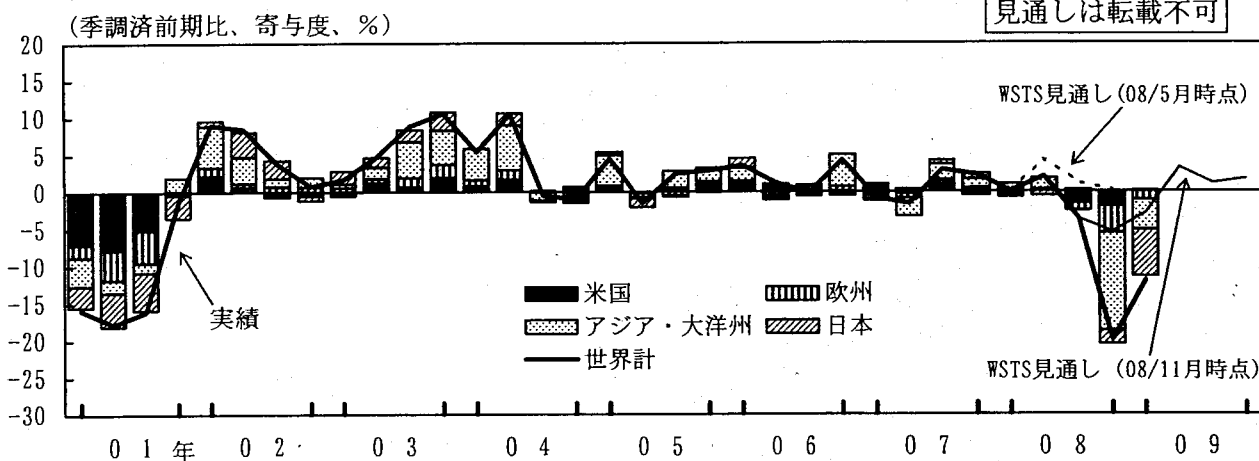 (季調済前期比、寄与度、%)
見通しは転載不可
20
15
10
5
0
-5
-10
-15
-20
-25
-30
WSTS見通し(08/5月時点)
実績
米国
欧州
アジア・大洋州
日本
世界計
WSTS見通し (08/11月時点)
01年 02 03 04 05 06 07 08 09